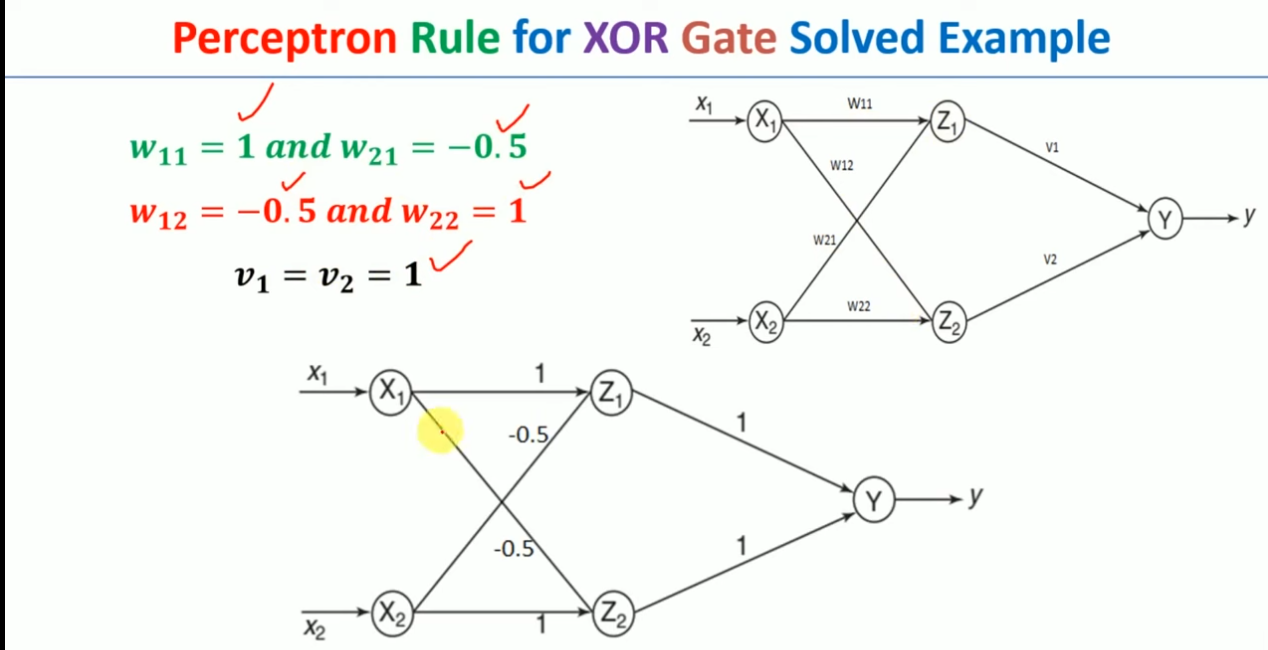 Perceptron Rule for XOR Gate Solved Example
w₁₁ = 1 and w₂₁ = −0.5
w₁₂ = −0.5 and w₂₂ = 1
v₁ = v₂ = 1
x₁ X₁ W11 Z₁
V1
W12
Y y
W21
V2
W22
x₂ X₂ Z₂
x₁ X₁ 1 Z₁
1
-0.5
Y y
-0.5
1
x₂ X₂ 1 Z₂